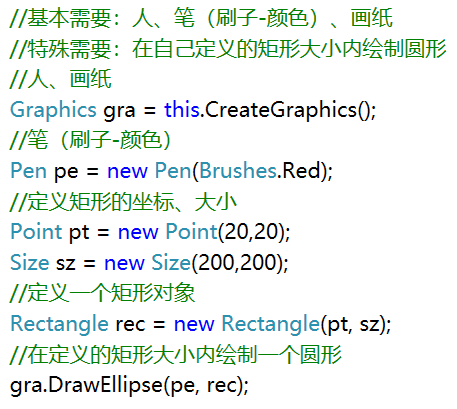 //基本需要：人、笔（刷子-颜色）、画纸
//特殊需要：在自己定义的矩形大小内绘制圆形
//人、画纸
Graphics gra = this.CreateGraphics();
//笔（刷子-颜色）
Pen pe = new Pen(Brushes.Red);
//定义矩形的坐标、大小
Point pt = new Point(20,20);
Size sz = new Size(200,200);
//定义一个矩形对象
Rectangle rec = new Rectangle(pt, sz);
//在定义的矩形大小内绘制一个圆形
gra.DrawEllipse(pe, rec);